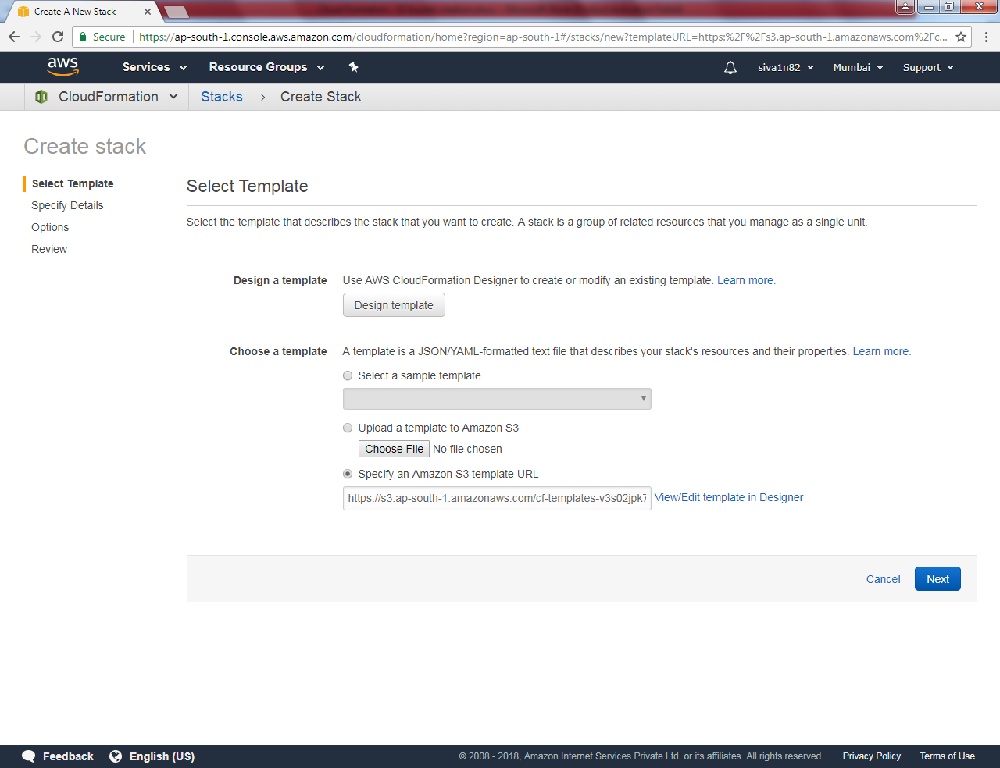 Create A New Stack
Secure https://ap-south-1.console.aws.amazon.com/cloudformation/home?region=ap-south-1#/stacks/new?templateURL=https:%2F%2Fs3.ap-south-1.amazonaws.com%2Fc...
aws Services Resource Groups siva1n82 Mumbai Support
CloudFormation Stacks › Create Stack
Create stack
Select Template
Specify Details
Options
Review
Select Template
Select the template that describes the stack that you want to create. A stack is a group of related resources that you manage as a single unit.
Design a template Use AWS CloudFormation Designer to create or modify an existing template. Learn more.
Design template
Choose a template A template is a JSON/YAML-formatted text file that describes your stack's resources and their properties. Learn more.
Select a sample template
Upload a template to Amazon S3
Choose File No file chosen
Specify an Amazon S3 template URL
https://s3.ap-south-1.amazonaws.com/cf-templates-v3s02jpk7 View/Edit template in Designer
Cancel Next
Feedback English (US) © 2008 - 2018, Amazon Internet Services Private Ltd. or its affiliates. All rights reserved. Privacy Policy Terms of Use